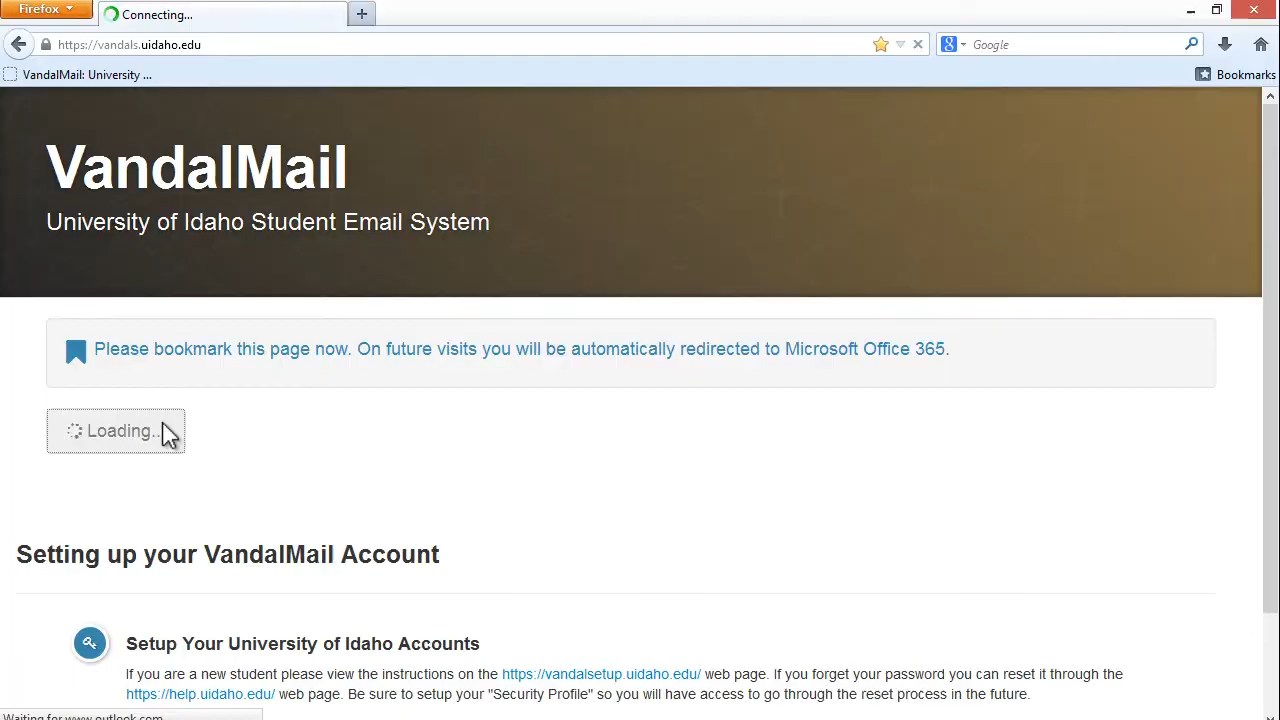 Firefox
Connecting...
https://vandals.uidaho.edu
Google
VandalMail: University ...
Bookmarks
VandalMail
University of Idaho Student Email System
Please bookmark this page now. On future visits you will be automatically redirected to Microsoft Office 365.
Loading...
Setting up your VandalMail Account
Setup Your University of Idaho Accounts
If you are a new student please view the instructions on the https://vandalsetup.uidaho.edu/ web page. If you forget your password you can reset it through the
https://help.uidaho.edu/ web page. Be sure to setup your "Security Profile" so you will have access to go through the reset process in the future.
Waiting for www.outlook.com...